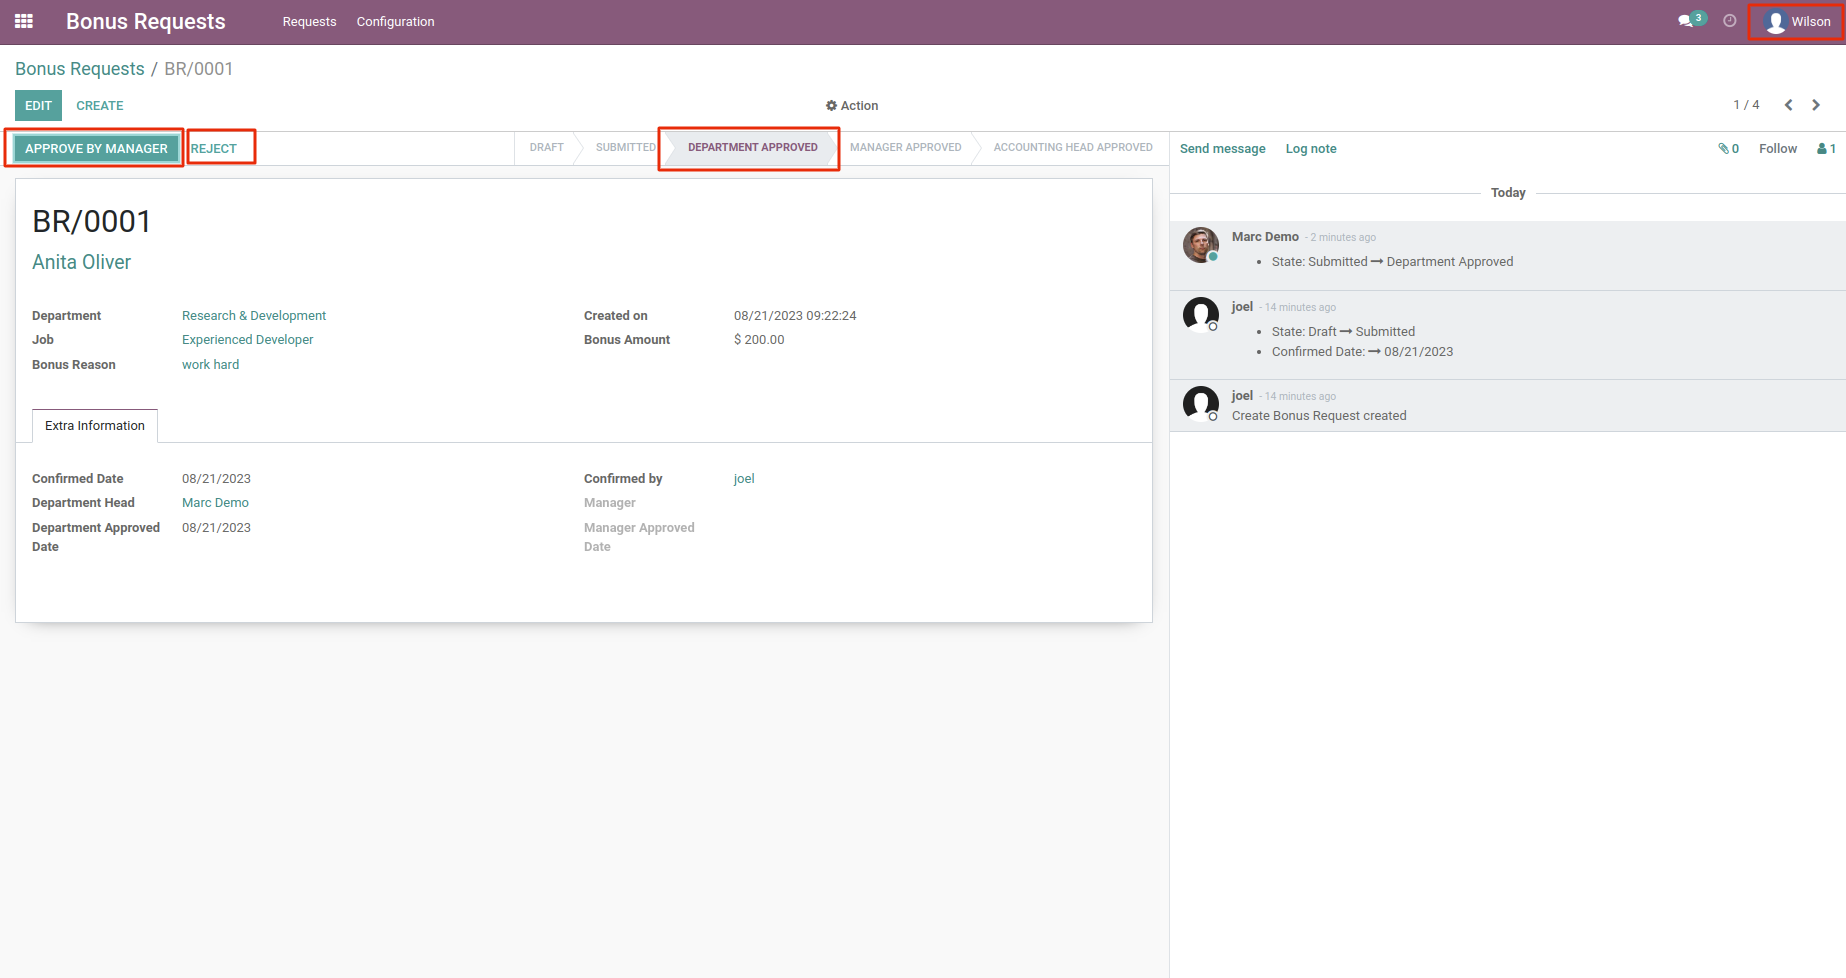 Bonus Requests
Requests
Configuration
3
Wilson
Bonus Requests / BR/0001
EDIT
CREATE
Action
1 / 4
APPROVE BY MANAGER
REJECT
DRAFT
SUBMITTED
DEPARTMENT APPROVED
MANAGER APPROVED
ACCOUNTING HEAD APPROVED
BR/0001
Anita Oliver
Department
Research & Development
Job
Experienced Developer
Bonus Reason
work hard
Created on
08/21/2023 09:22:24
Bonus Amount
$ 200.00
Extra Information
Confirmed Date
08/21/2023
Department Head
Marc Demo
Department Approved
Date
08/21/2023
Confirmed by
joel
Manager
Manager Approved
Date
Send message
Log note
0
Follow
1
Today
Marc Demo - 2 minutes ago
• State: Submitted ➞ Department Approved
joel - 14 minutes ago
• State: Draft ➞ Submitted
• Confirmed Date: ➞ 08/21/2023
joel - 14 minutes ago
Create Bonus Request created